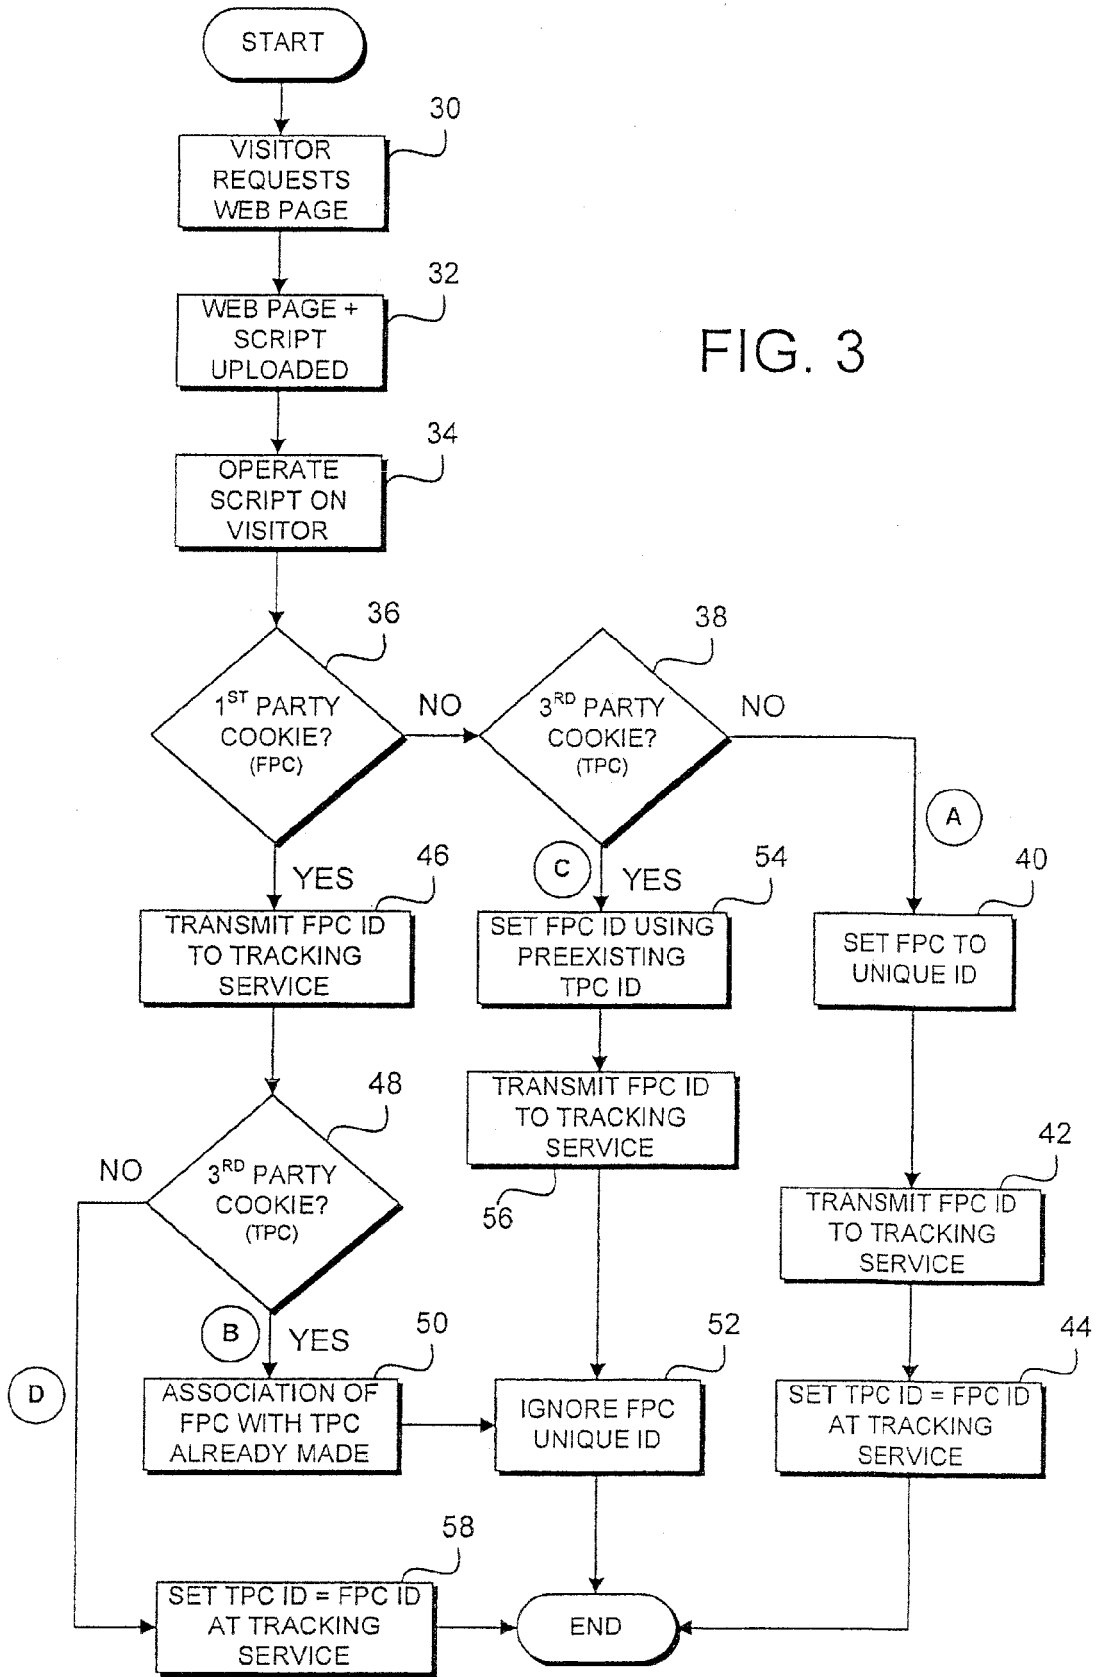 START
30
VISITOR
REQUESTS
WEB PAGE
32
WEB PAGE +
SCRIPT
UPLOADED
FIG. 3
34
OPERATE
SCRIPT ON
VISITOR
36
1ST PARTY
COOKIE?
(FPC)
NO
38
3RD PARTY
COOKIE?
(TPC)
NO
A
YES
46
C
YES
54
40
TRANSMIT FPC ID
TO TRACKING
SERVICE
SET FPC ID USING
PREEXISTING
TPC ID
SET FPC TO
UNIQUE ID
48
TRANSMIT FPC ID
TO TRACKING
SERVICE
56
42
NO
3RD PARTY
COOKIE?
(TPC)
TRANSMIT FPC ID
TO TRACKING
SERVICE
B
YES
50
52
44
D
ASSOCIATION OF
FPC WITH TPC
ALREADY MADE
IGNORE FPC
UNIQUE ID
SET TPC ID = FPC ID
AT TRACKING
SERVICE
58
SET TPC ID = FPC ID
AT TRACKING
SERVICE
END